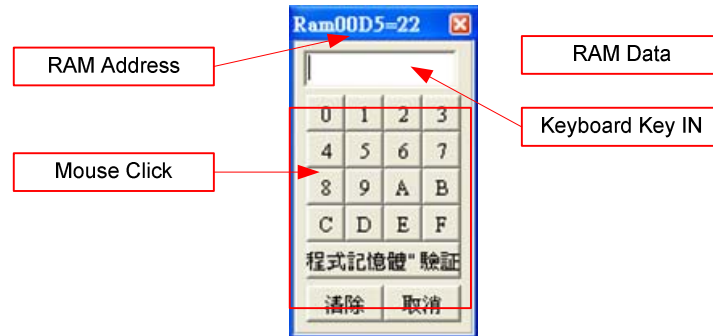 Ram00D5=22
RAM Address
RAM Data
Keyboard Key IN
Mouse Click
0 1 2 3
4 5 6 7
8 9 A B
C D E F
程式記憶體" 驗証
清除 取消